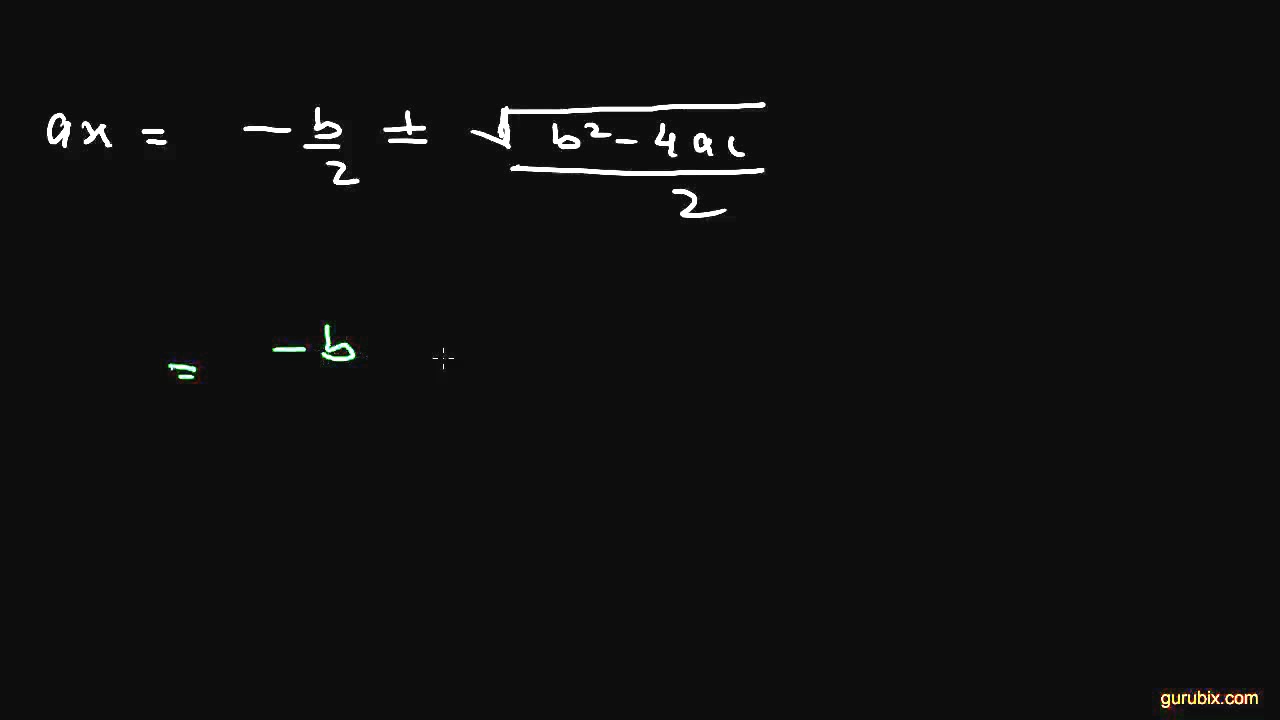 ax = - b/2 ± √(b² - 4ac)/2
= - b
gurubix.com